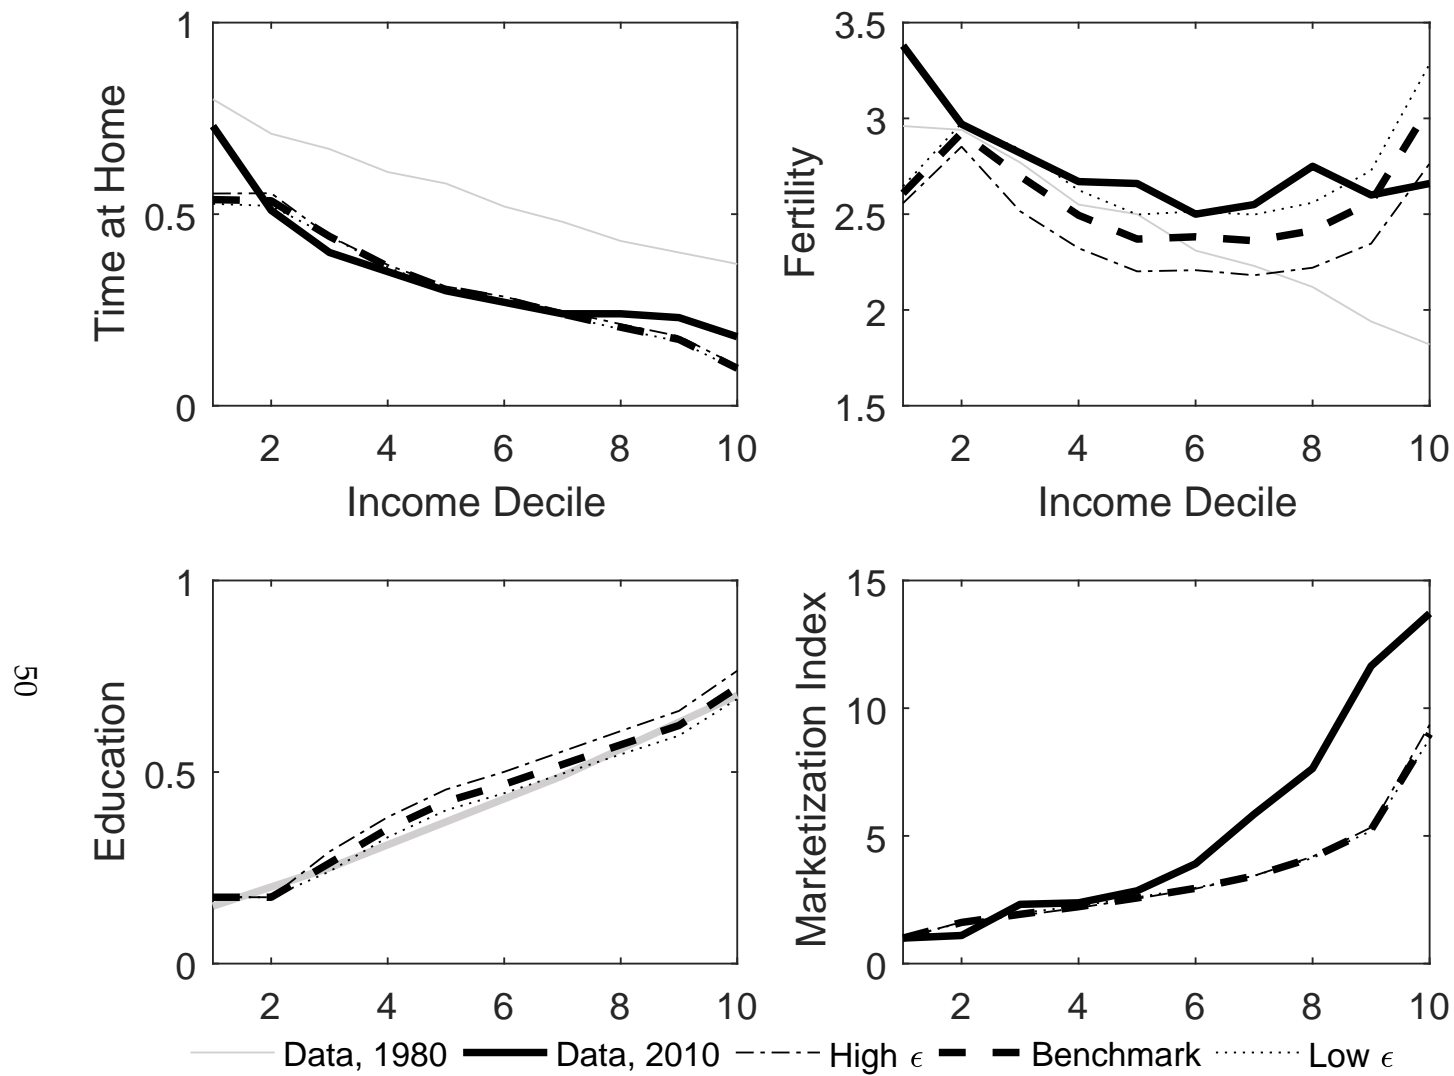 1
0.5
0
Time at Home
2 4 6 8 10
Income Decile
3.5
3
2.5
2
1.5
Fertility
2 4 6 8 10
Income Decile
1
0.5
0
Education
2 4 6 8 10
15
10
5
0
Marketization Index
2 4 6 8 10
Data, 1980 Data, 2010 High ϵ Benchmark Low ϵ
50